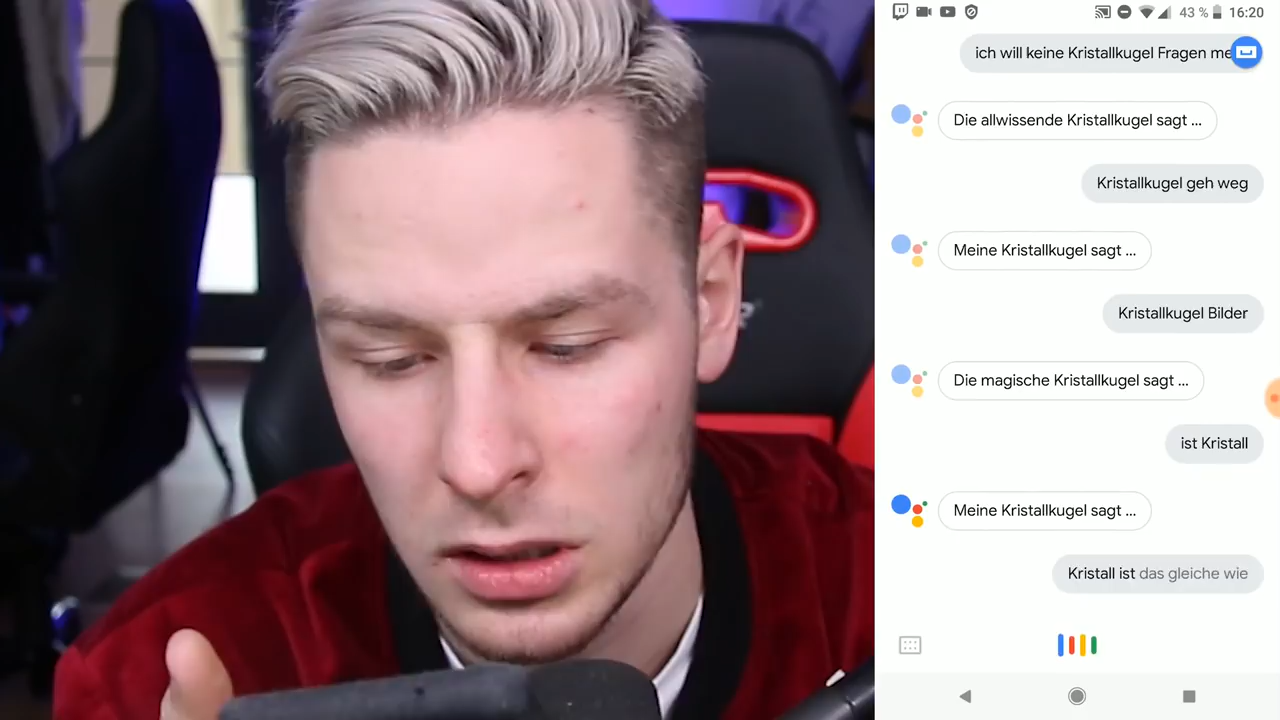 43 % 16:20
ich will keine Kristallkugel Fragen me
Die allwissende Kristallkugel sagt ...
Kristallkugel geh weg
Meine Kristallkugel sagt ...
Kristallkugel Bilder
Die magische Kristallkugel sagt ...
ist Kristall
Meine Kristallkugel sagt ...
Kristall ist das gleiche wie